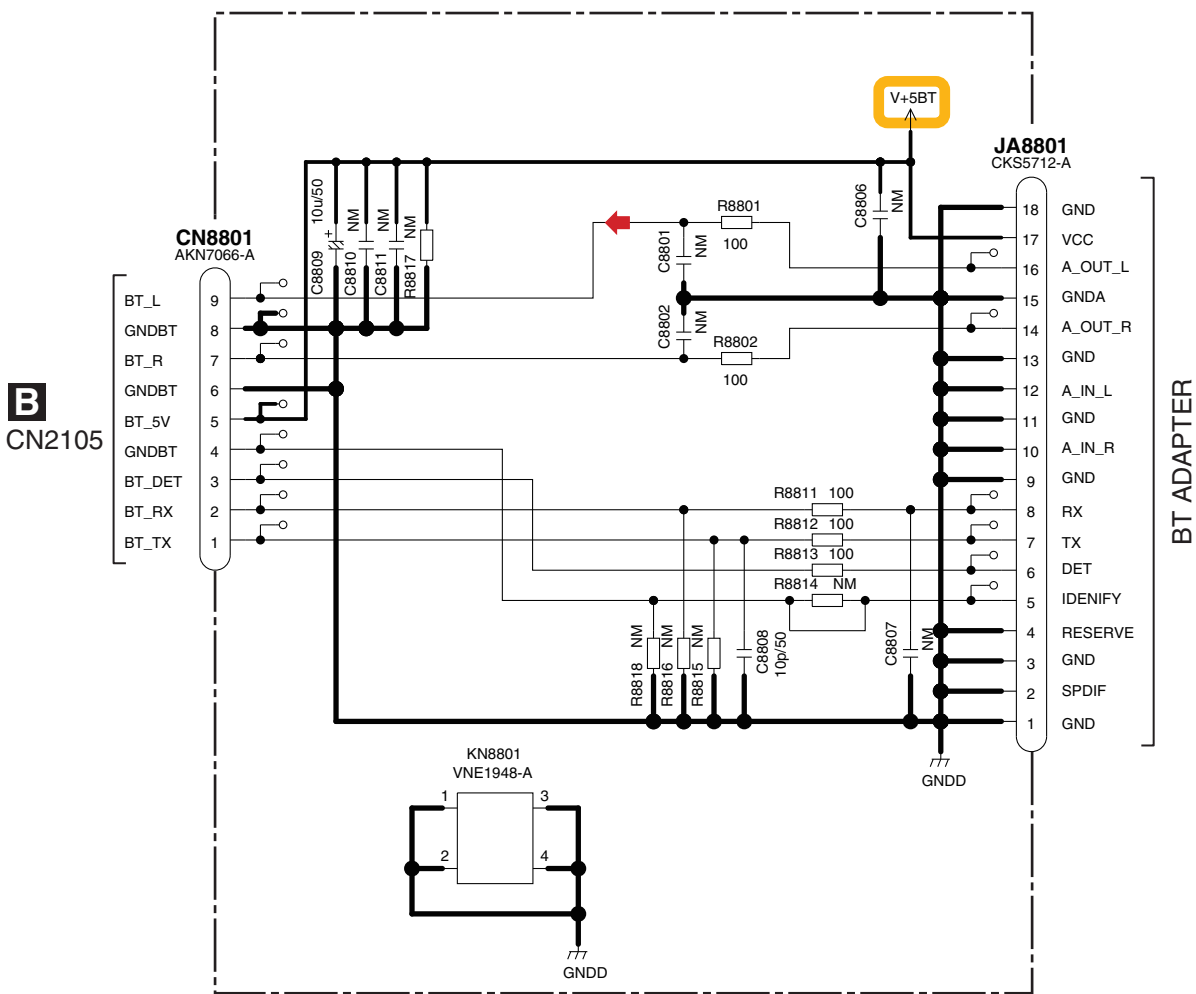 V+5BT
JA8801
CKS5712-A
CN8801
AKN7066-A
B
CN2105
BT_L
GNDBT
BT_R
GNDBT
BT_5V
GNDBT
BT_DET
BT_RX
BT_TX
9
8
7
6
5
4
3
2
1
C8809
10u/50
+
C8810
NM
C8811
NM
R8817
NM
C8801
NM
C8802
NM
R8801
100
R8802
100
C8806
NM
R8811 100
R8812 100
R8813 100
R8814 NM
R8818
NM
R8816
NM
R8815
NM
C8808
10p/50
C8807
NM
18 GND
17 VCC
16 A_OUT_L
15 GNDA
14 A_OUT_R
13 GND
12 A_IN_L
11 GND
10 A_IN_R
9 GND
8 RX
7 TX
6 DET
5 IDENIFY
4 RESERVE
3 GND
2 SPDIF
1 GND
BT ADAPTER
GNDD
KN8801
VNE1948-A
1 3
2 4
GNDD